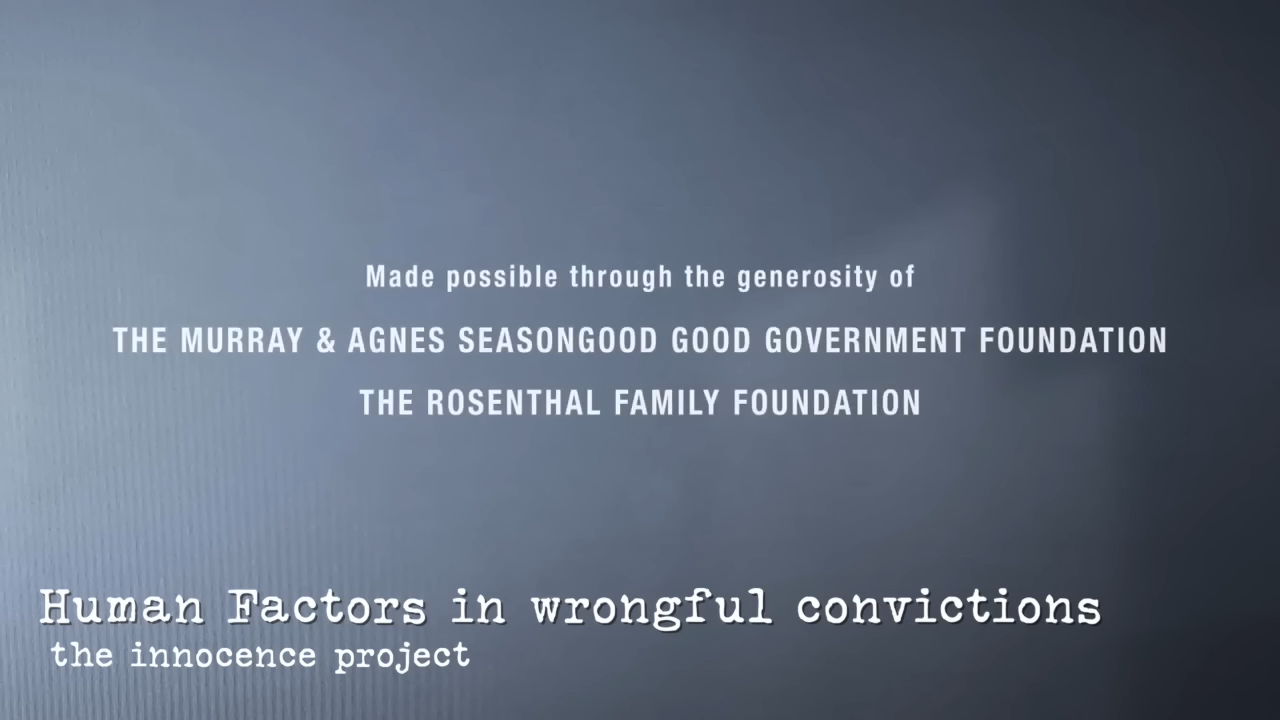 Made possible through the generosity of
THE MURRAY & AGNES SEASONGOOD GOOD GOVERNMENT FOUNDATION
THE ROSENTHAL FAMILY FOUNDATION
Human Factors in wrongful convictions
the innocence project